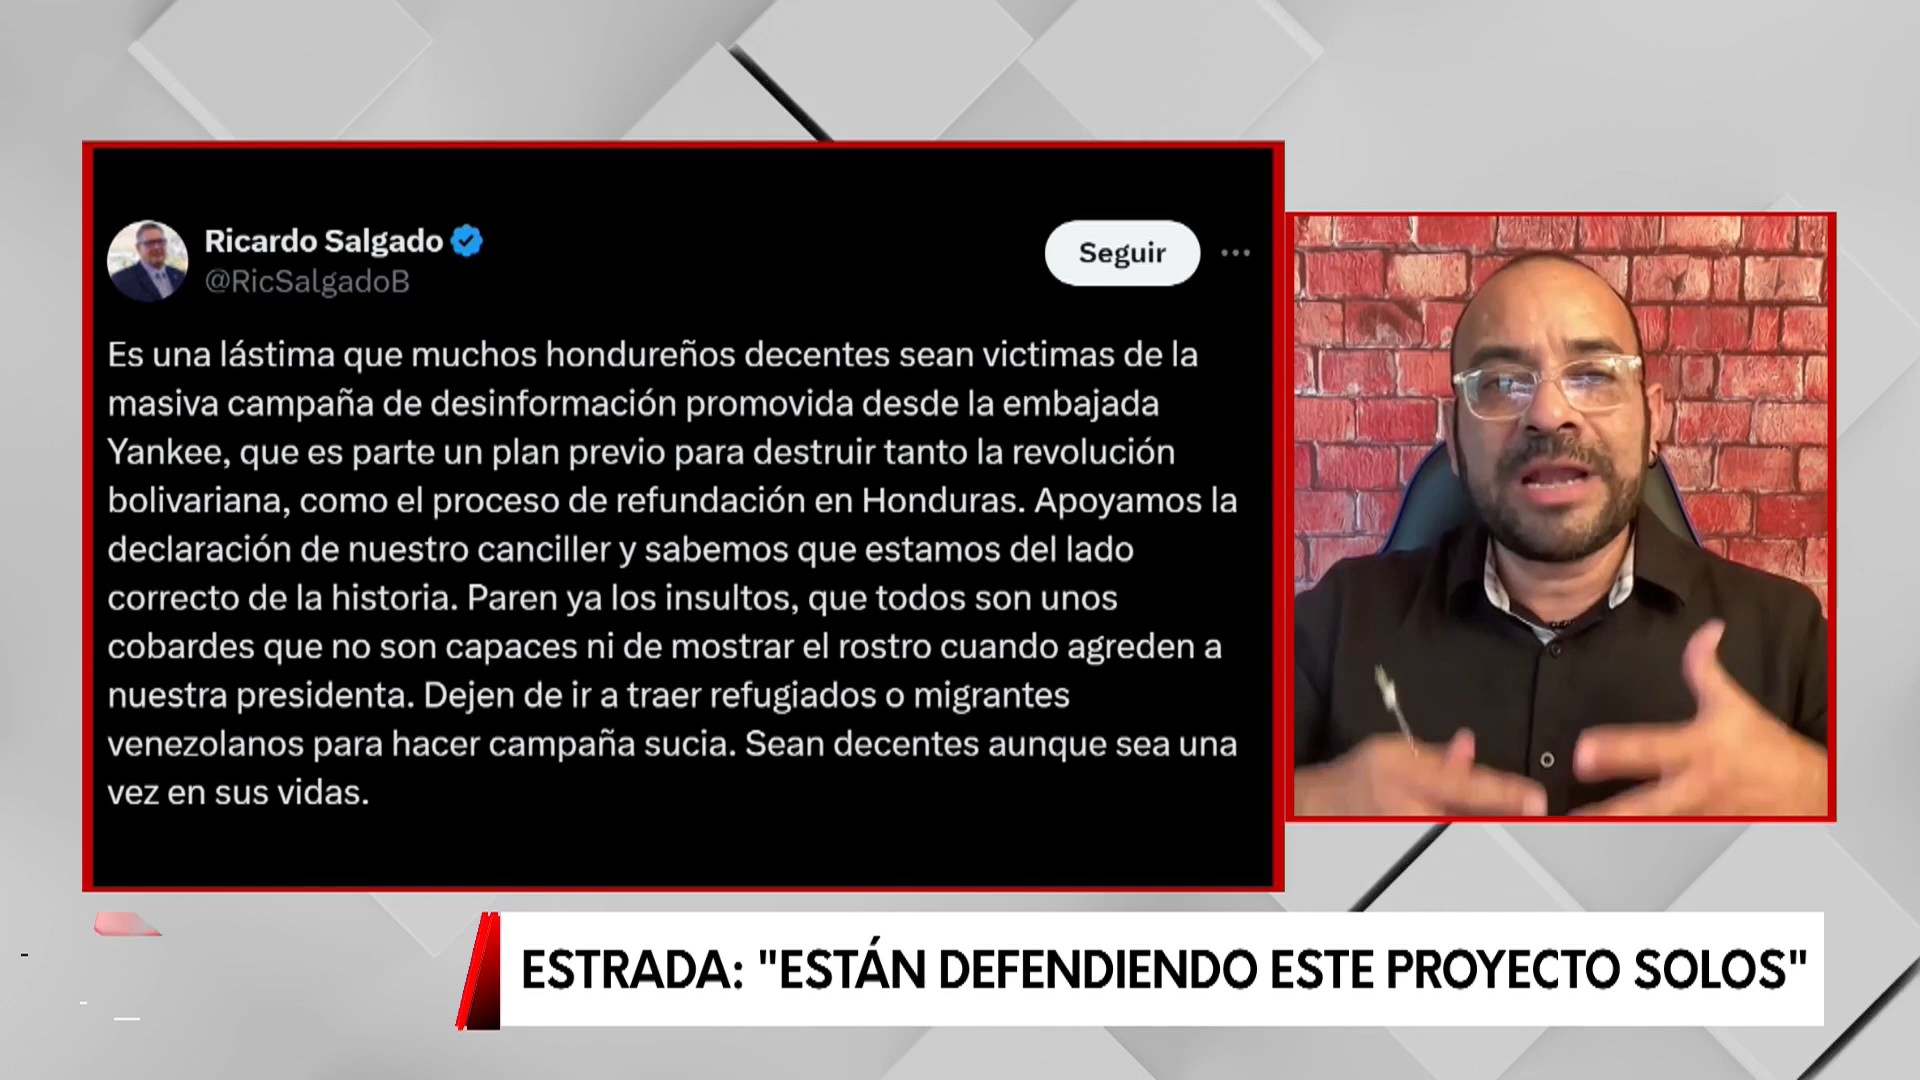 Ricardo Salgado
@RicSalgadoB
Seguir
Es una lástima que muchos hondureños decentes sean victimas de la
masiva campaña de desinformación promovida desde la embajada
Yankee, que es parte un plan previo para destruir tanto la revolución
bolivariana, como el proceso de refundación en Honduras. Apoyamos la
declaración de nuestro canciller y sabemos que estamos del lado
correcto de la historia. Paren ya los insultos, que todos son unos
cobardes que no son capaces ni de mostrar el rostro cuando agreden a
nuestra presidenta. Dejen de ir a traer refugiados o migrantes
venezolanos para hacer campaña sucia. Sean decentes aunque sea una
vez en sus vidas.
ESTRADA: "ESTÁN DEFENDIENDO ESTE PROYECTO SOLOS"